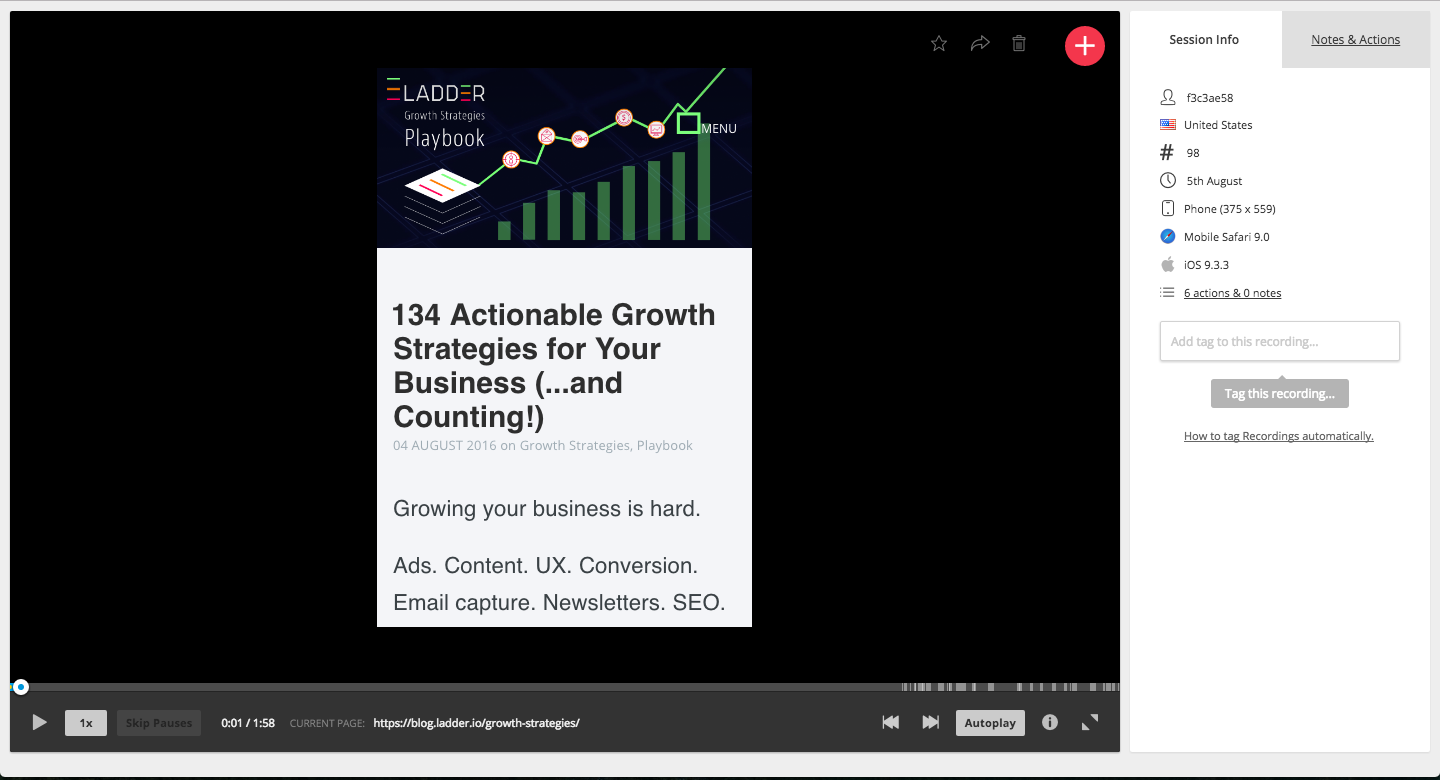 LADDER
Growth Strategies
Playbook
MENU
134 Actionable Growth
Strategies for Your
Business (...and
Counting!)
04 AUGUST 2016 on Growth Strategies, Playbook
Growing your business is hard.
Ads. Content. UX. Conversion.
Email capture. Newsletters. SEO.
1x
Skip Pauses
0:01 / 1:58
CURRENT PAGE: https://blog.ladder.io/growth-strategies/
Autoplay
Session Info
Notes & Actions
f3c3ae58
United States
# 98
5th August
Phone (375 x 559)
Mobile Safari 9.0
iOS 9.3.3
6 actions & 0 notes
Add tag to this recording...
Tag this recording...
How to tag Recordings automatically.